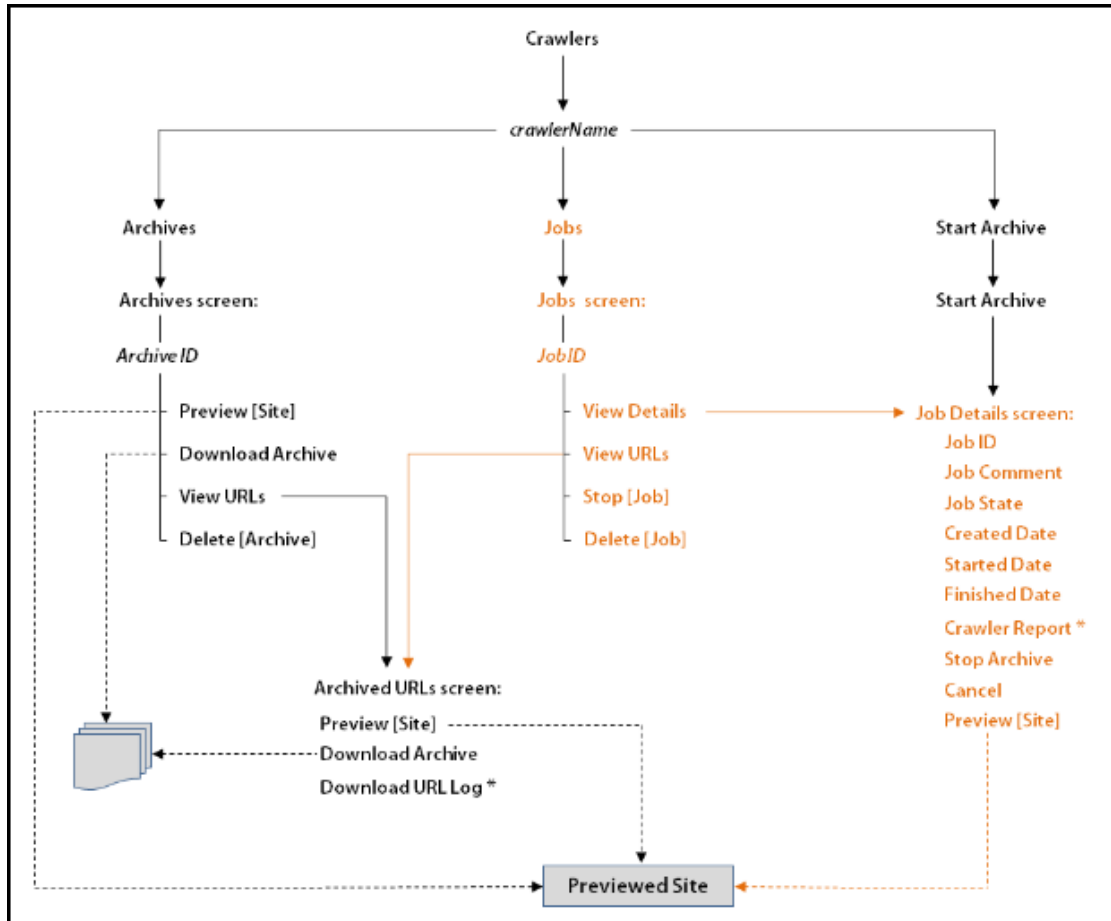 Crawlers
crawlerName
Archives
Jobs
Start Archive
Archives screen:
Jobs screen:
Start Archive
ArchiveID
JobID
Preview [Site]
Download Archive
View URLs
Delete [Archive]
View Details
View URLs
Stop [Job]
Delete [Job]
Job Details screen:
Job ID
Job Comment
Job State
Created Date
Started Date
Finished Date
Crawler Report *
Stop Archive
Cancel
Preview [Site]
Archived URLs screen:
Preview [Site]
Download Archive
Download URL Log *
Previewed Site